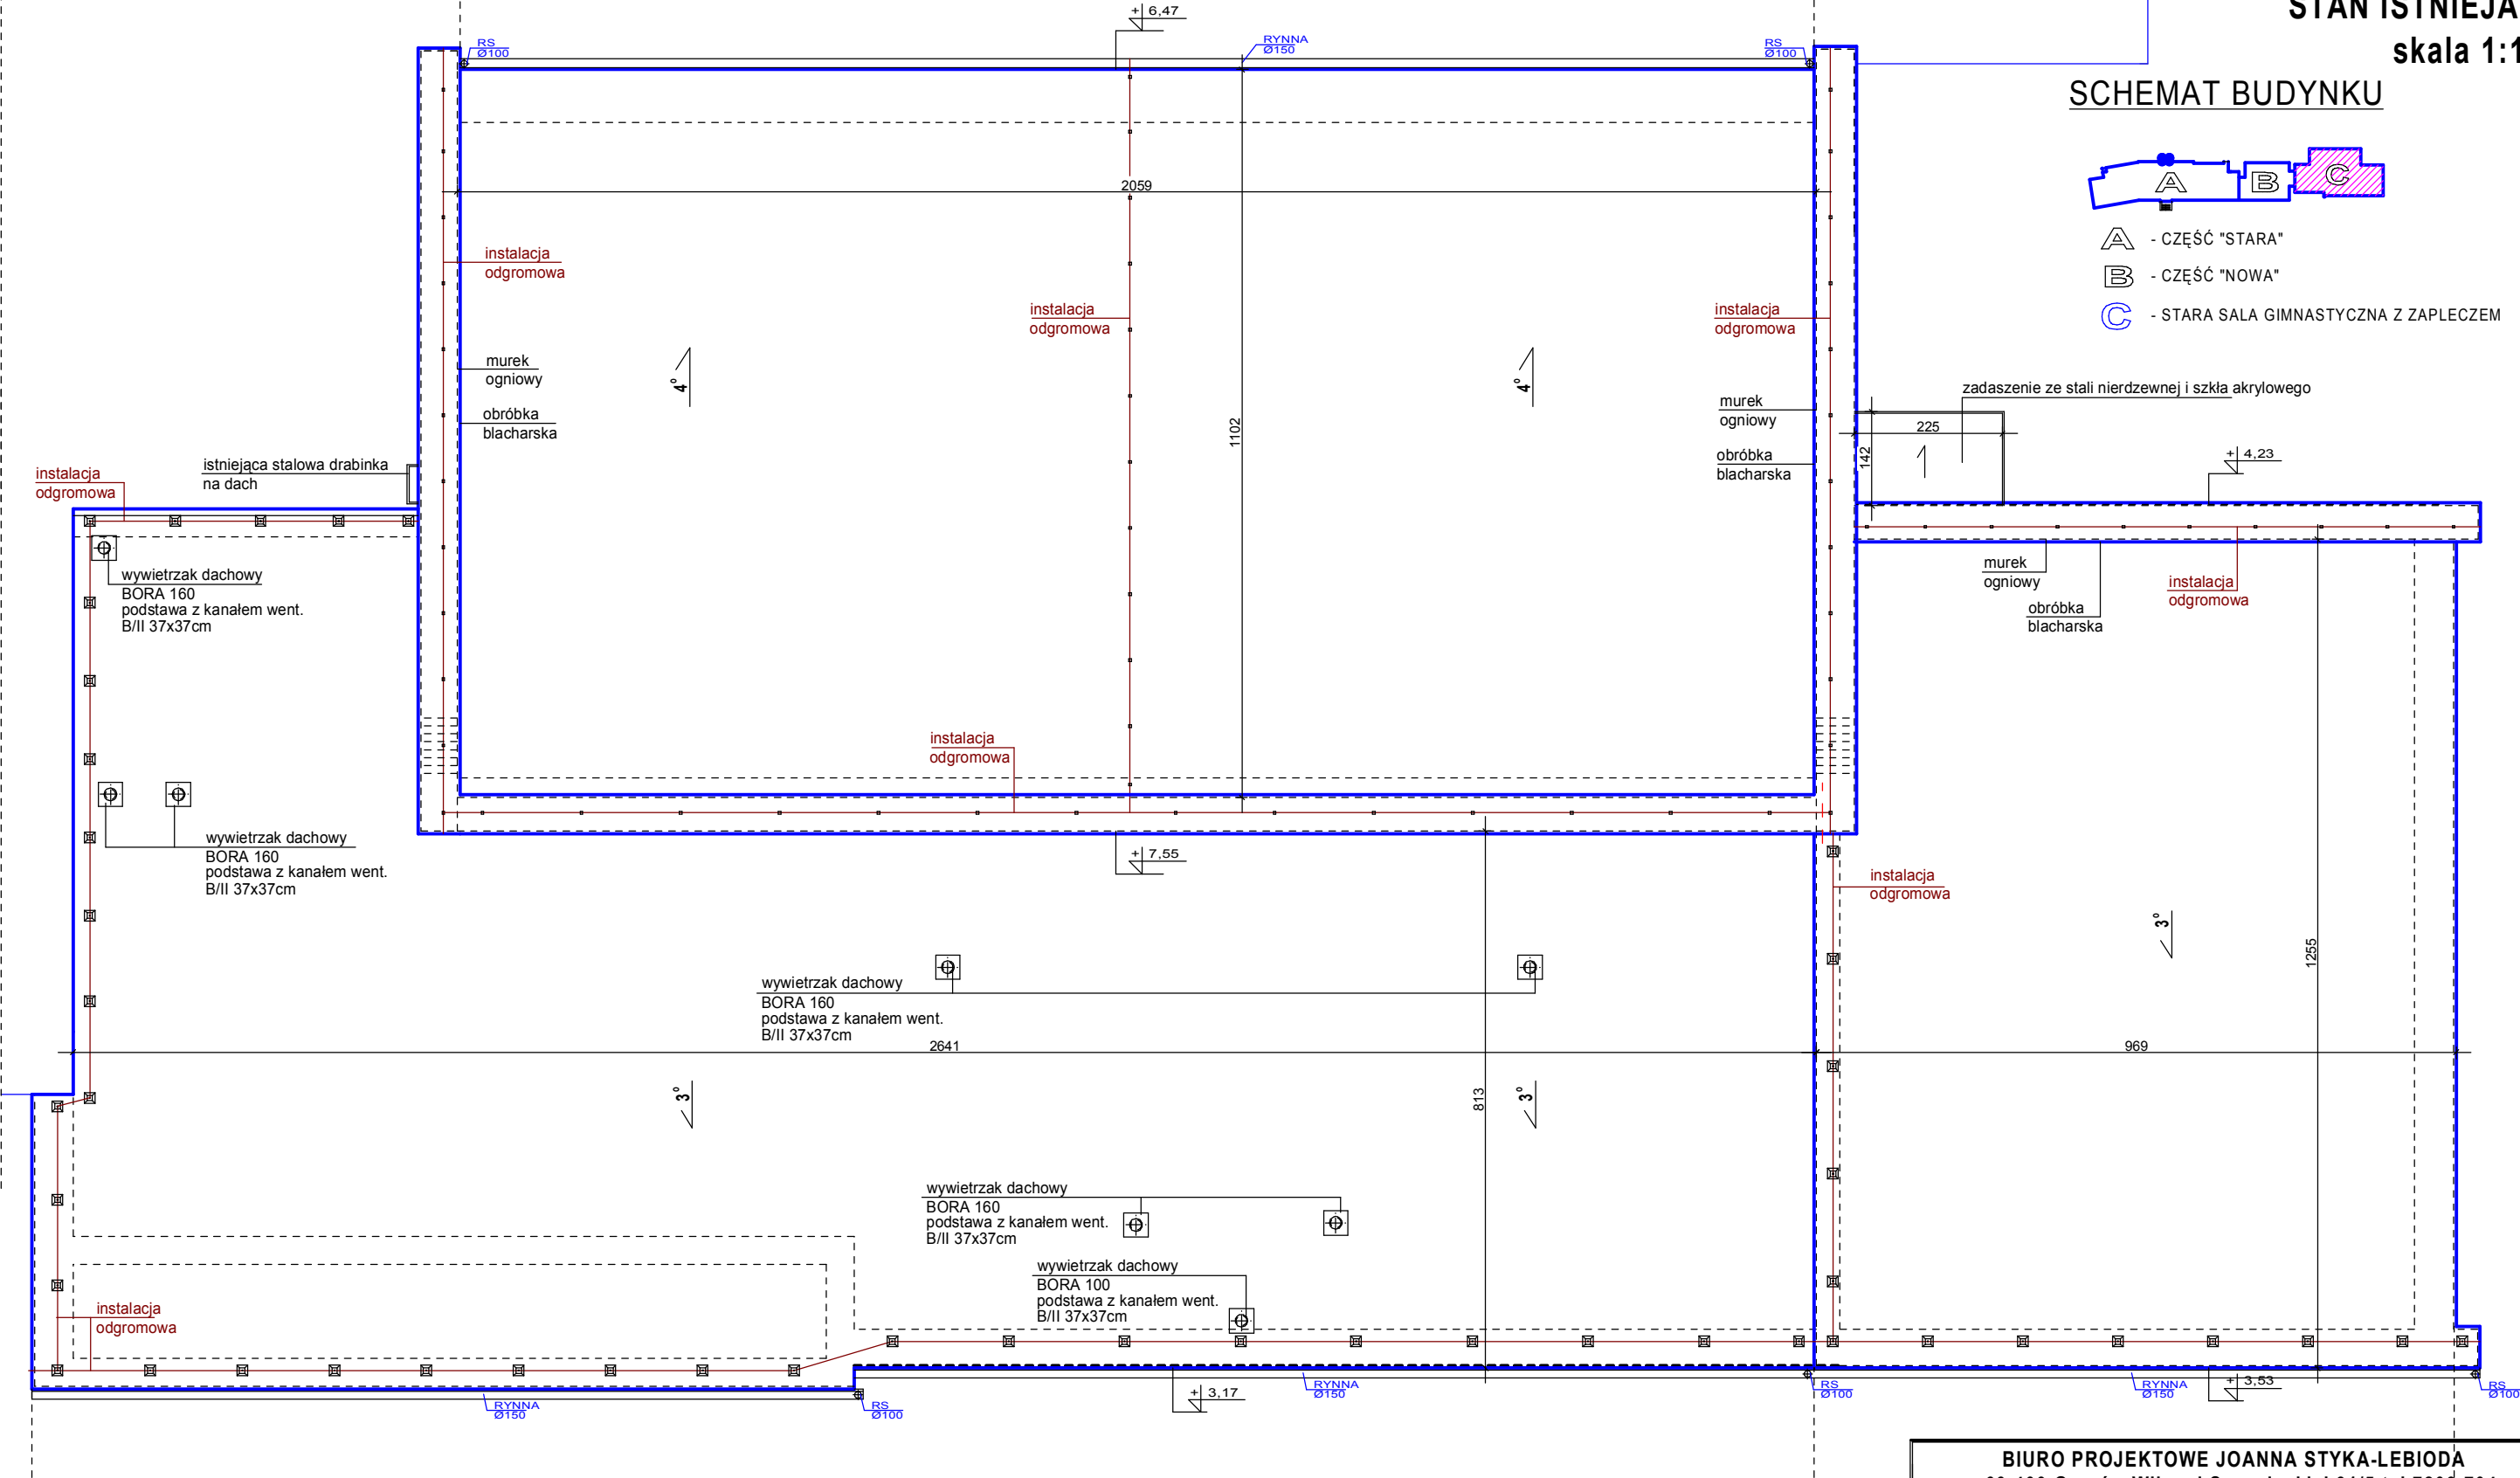 STAN ISTNIEJĄ
skala 1:1
SCHEMAT BUDYNKU
A
B
C
A - CZĘŚĆ "STARA"
B - CZĘŚĆ "NOWA"
C - STARA SALA GIMNASTYCZNA Z ZAPLECZEM
+ 6,47
RS
Ø100
RYNNA
Ø150
RS
Ø100
2059
instalacja
odgromowa
instalacja
odgromowa
instalacja
odgromowa
murek
ogniowy
4°
4°
obróbka
blacharska
murek
ogniowy
obróbka
blacharska
1102
zadaszenie ze stali nierdzewnej i szkła akrylowego
225
142
+ 4,23
istniejąca stalowa drabinka
na dach
instalacja
odgromowa
wywietrzak dachowy
BORA 160
podstawa z kanałem went.
B/II 37x37cm
murek
ogniowy
instalacja
odgromowa
obróbka
blacharska
instalacja
odgromowa
wywietrzak dachowy
BORA 160
podstawa z kanałem went.
B/II 37x37cm
+ 7,55
instalacja
odgromowa
3°
1255
wywietrzak dachowy
BORA 160
podstawa z kanałem went.
B/II 37x37cm
2641
969
3°
813
3°
wywietrzak dachowy
BORA 160
podstawa z kanałem went.
B/II 37x37cm
wywietrzak dachowy
BORA 100
podstawa z kanałem went.
B/II 37x37cm
instalacja
odgromowa
RYNNA
Ø150
RS
Ø100
+ 3,17
RYNNA
Ø150
RS
Ø100
RYNNA
Ø150
+ 3,53
RS
Ø100
BIURO PROJEKTOWE JOANNA STYKA-LEBIODA